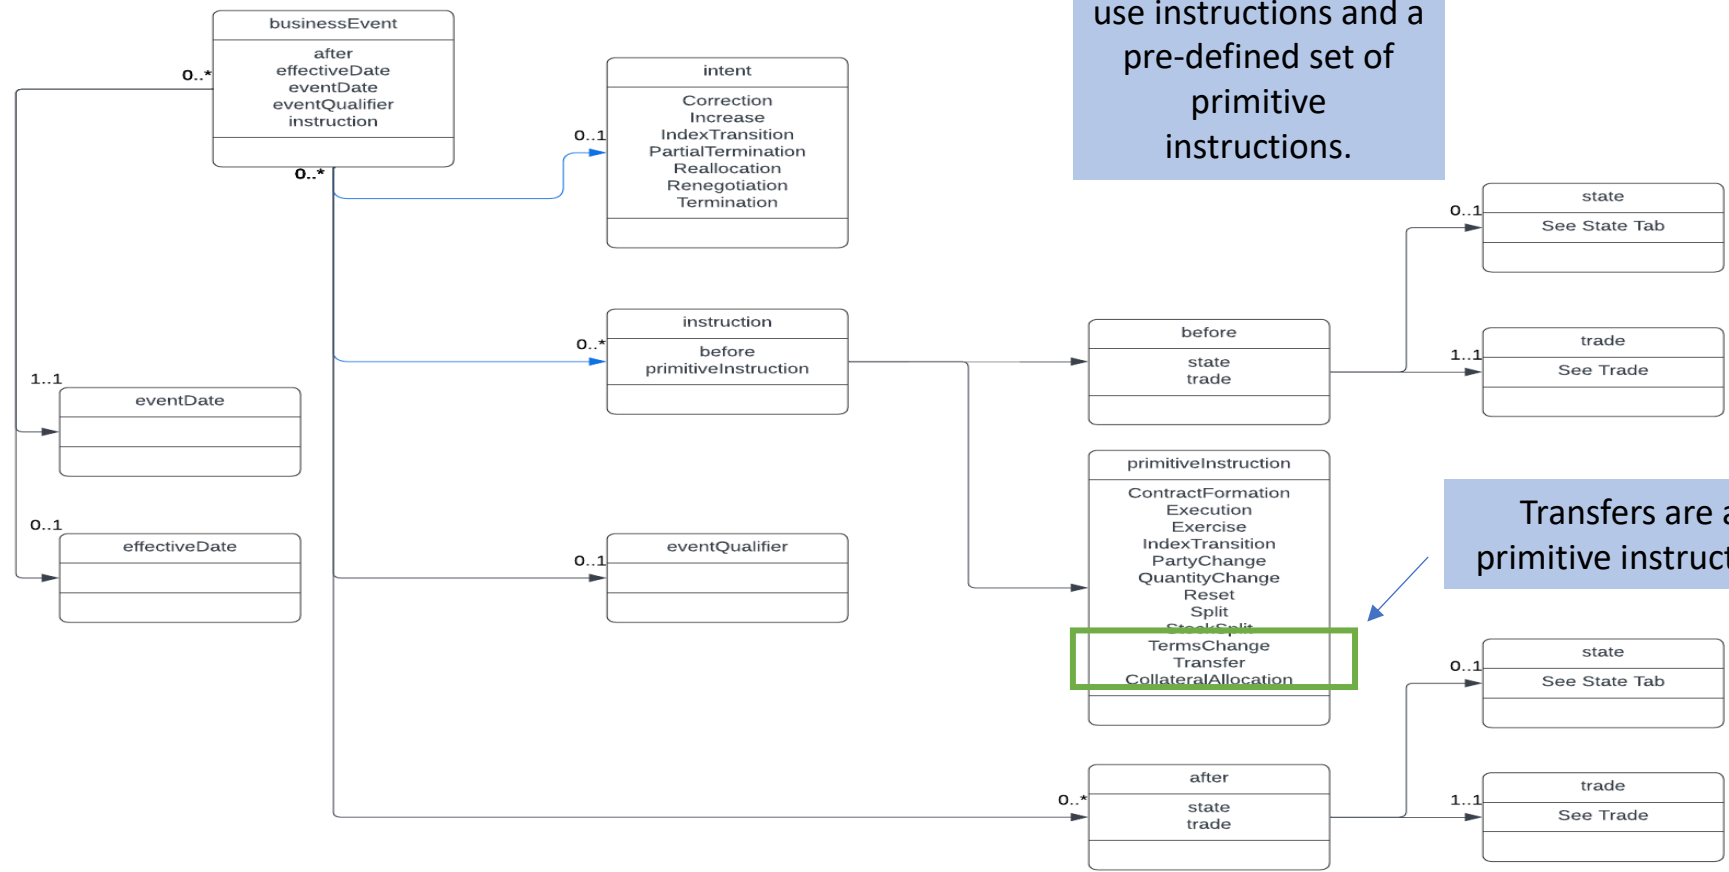 use instructions and a
pre-defined set of
primitive
instructions.
businessEvent
after
effectiveDate
eventDate
eventQualifier
instruction
0..*
0..*
intent
Correction
Increase
IndexTransition
PartialTermination
Reallocation
Renegotiation
Termination
0..1
state
See State Tab
0..1
instruction
before
primitiveInstruction
0..*
before
state
trade
trade
See Trade
1..1
1..1
eventDate
primitiveInstruction
ContractFormation
Execution
Exercise
IndexTransition
PartyChange
QuantityChange
Reset
Split
StockSplit
TermsChange
Transfer
CollateralAllocation
Transfers are a
primitive instruct
0..1
effectiveDate
0..1
eventQualifier
state
See State Tab
0..1
0..*
after
state
trade
1..1
trade
See Trade